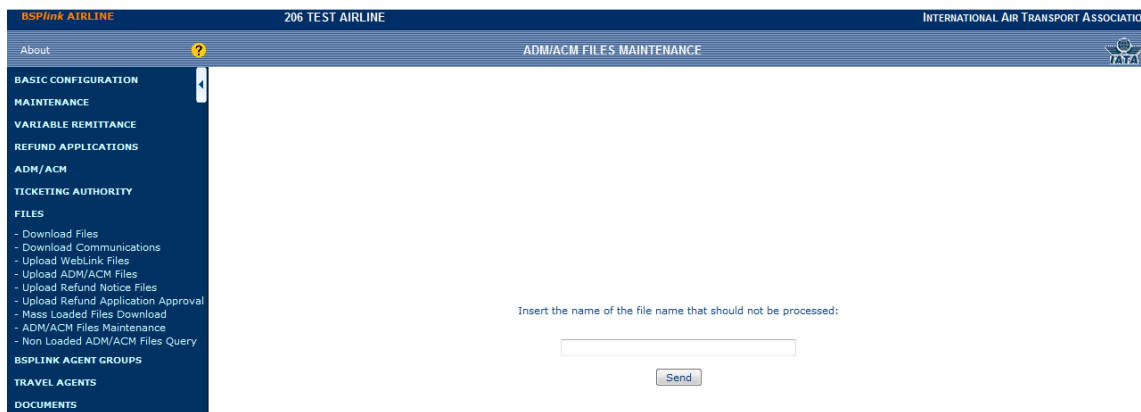 BSPlink AIRLINE
206 TEST AIRLINE
INTERNATIONAL AIR TRANSPORT ASSOCIATIO
About
?
ADM/ACM FILES MAINTENANCE
IATA
BASIC CONFIGURATION
MAINTENANCE
VARIABLE REMITTANCE
REFUND APPLICATIONS
ADM/ACM
TICKETING AUTHORITY
FILES
- Download Files
- Download Communications
- Upload WebLink Files
- Upload ADM/ACM Files
- Upload Refund Notice Files
- Upload Refund Application Approval
- Mass Loaded Files Download
- ADM/ACM Files Maintenance
- Non Loaded ADM/ACM Files Query
BSPLINK AGENT GROUPS
TRAVEL AGENTS
DOCUMENTS
Insert the name of the file name that should not be processed:
Send